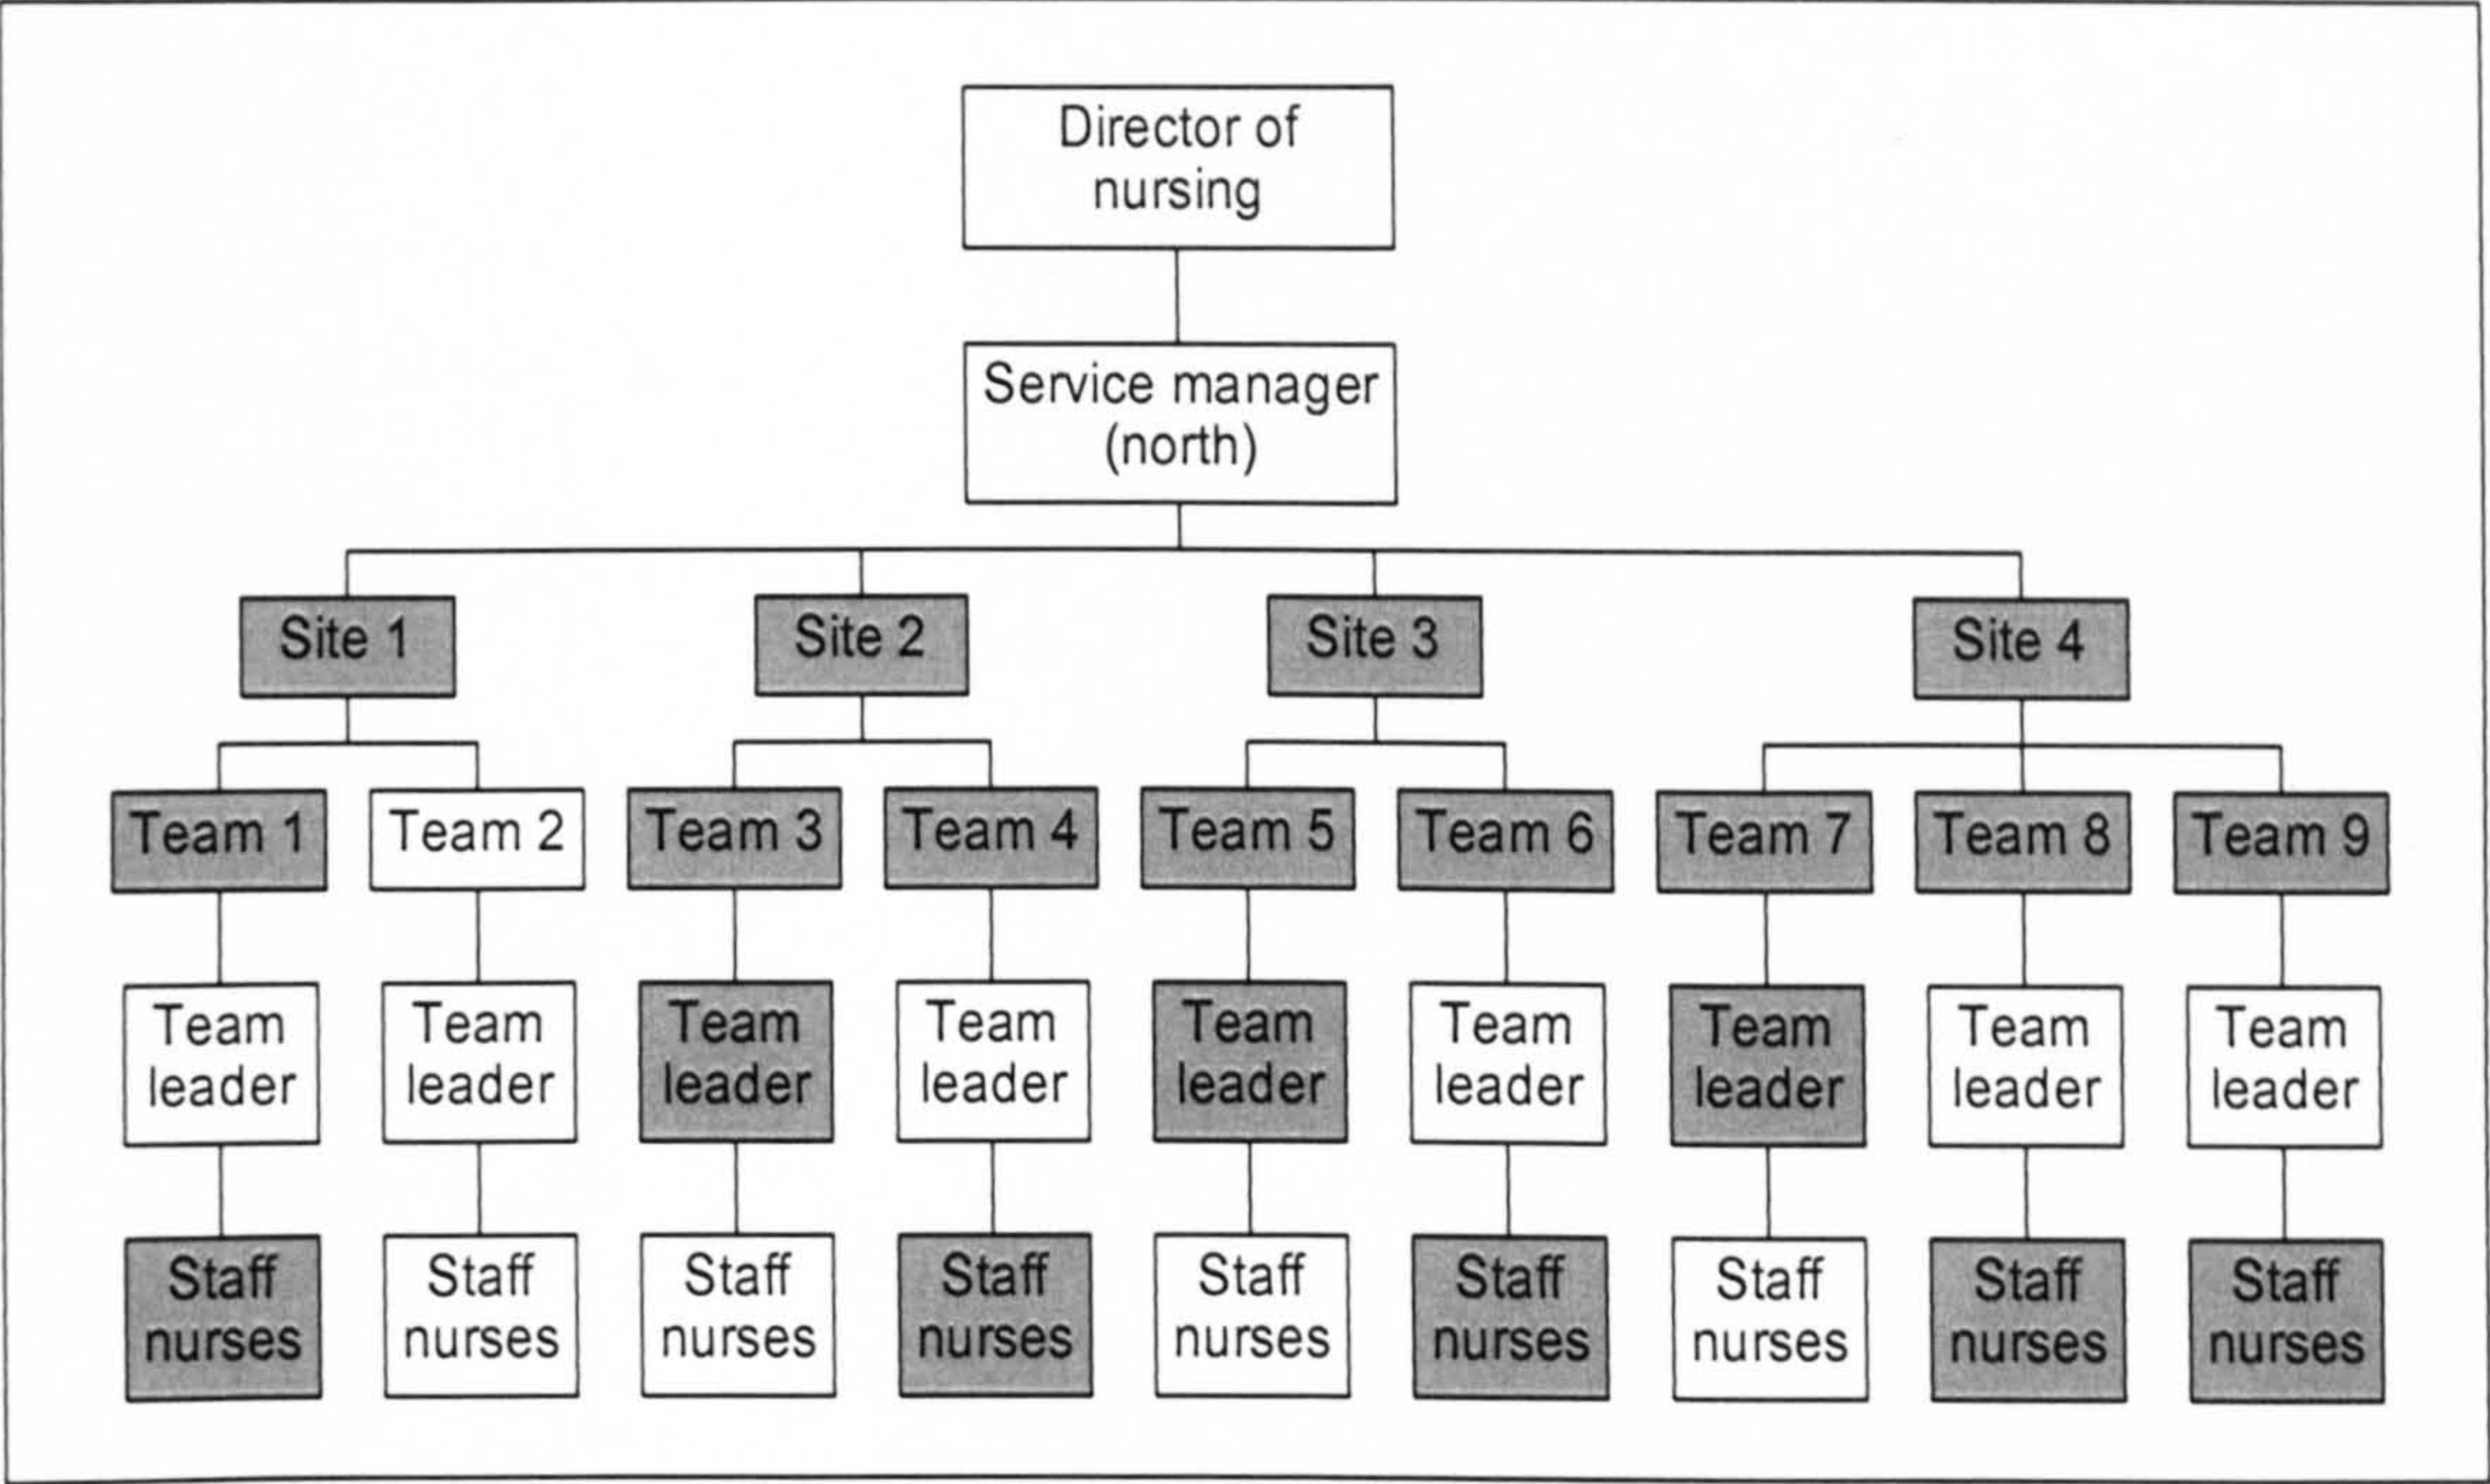 Director of
nursing
Service manager
(north)
Site 1
Site 2
Site 3
Site 4
Team 1
Team 2
Team 3
Team 4
Team 5
Team 6
Team 7
Team 8
Team 9
Team
leader
Team
leader
Team
leader
Team
leader
Team
leader
Team
leader
Team
leader
Team
leader
Team
leader
Staff
nurses
Staff
nurses
Staff
nurses
Staff
nurses
Staff
nurses
Staff
nurses
Staff
nurses
Staff
nurses
Staff
nurses